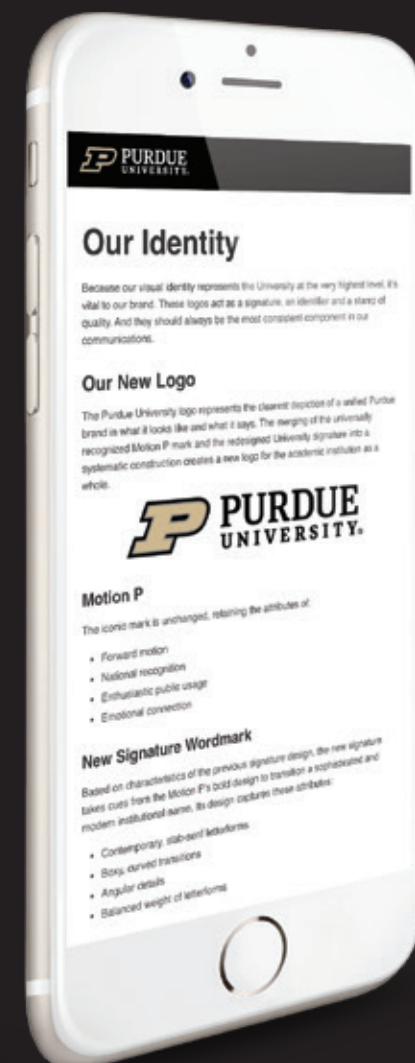 PURDUE
UNIVERSITY®
Our Identity
Because our visual identity represents the University at the very highest level, it's
vital to our brand. These logos act as a signature, an identifier and a stamp of
quality. And they should always be the most consistent component in our
communications.
Our New Logo
The Purdue University logo represents the clearest depiction of a unified Purdue
brand in what it looks like and what it says. The merging of the universally
recognized Motion P mark and the redesigned University signature into a
systematic construction creates a new logo for the academic institution as a
whole.
P PURDUE
UNIVERSITY®
Motion P
The iconic mark is unchanged, retaining the attributes of:
• Forward motion
• National recognition
• Enthusiastic public usage
• Emotional connection
New Signature Wordmark
Based on characteristics of the previous signature design, the new signature
takes cues from the Motion P's bold design to transition a sophisticated and
modern institutional name. Its design captures these attributes:
• Contemporary, slab-serif letterforms
• Boxy, curved transitions
• Angular details
• Balanced weight of letterforms